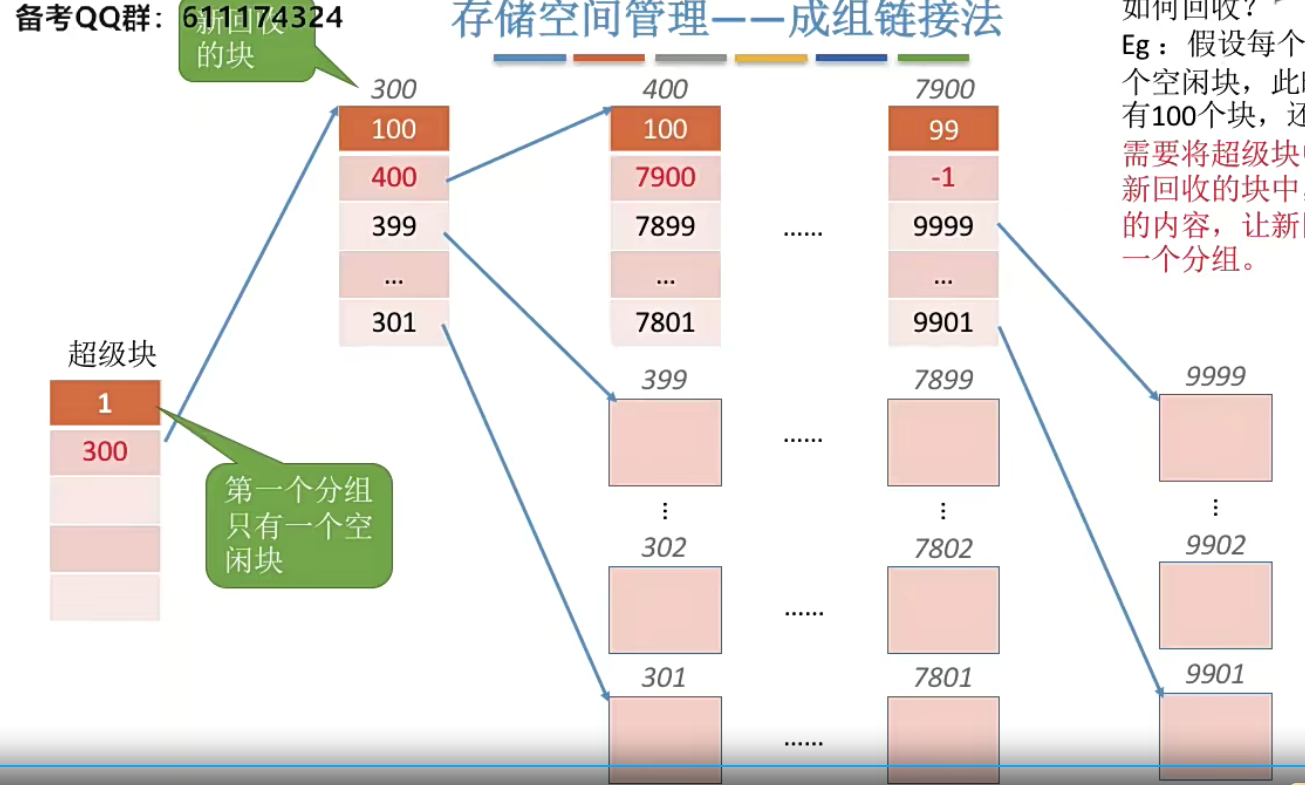 备考QQ群：611174324
存储空间管理——成组链接法
如何回收？
Eg：假设每个
个空闲块，此
有100个块，还
需要将超级块
新回收的块中，
的内容，让新
一个分组。
新回收
的块
300
100
400
399
...
301
400
100
7900
7899
...
7801
......
7900
99
-1
9999
...
9901
超级块
1
300
第一个分组
只有一个空
闲块
399
......
7899
9999
⋮
⋮
⋮
302
......
7802
9902
301
......
7801
9901